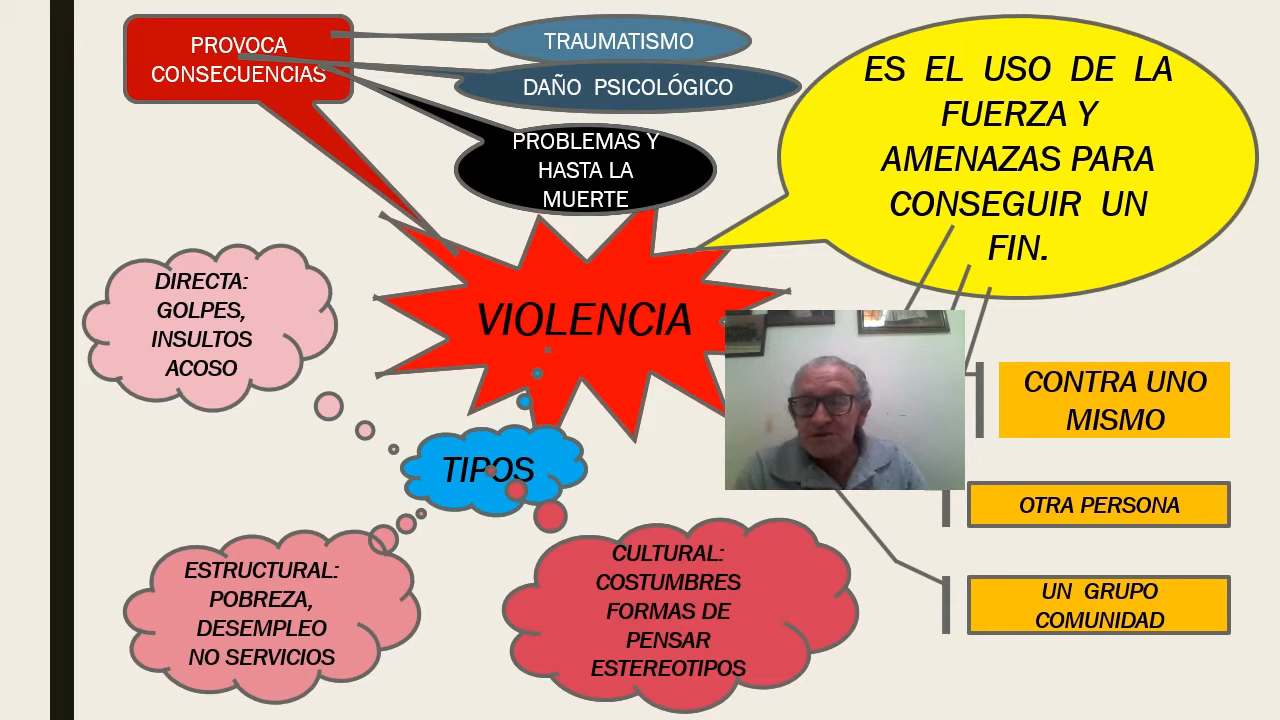 PROVOCA
CONSECUENCIAS
TRAUMATISMO
DAÑO PSICOLÓGICO
PROBLEMAS Y
HASTA LA
MUERTE
ES EL USO DE LA
FUERZA Y
AMENAZAS PARA
CONSEGUIR UN
FIN.
VIOLENCIA
DIRECTA:
GOLPES,
INSULTOS
ACOSO
TIPOS
CONTRA UNO
MISMO
OTRA PERSONA
UN GRUPO
COMUNIDAD
ESTRUCTURAL:
POBREZA,
DESEMPLEO
NO SERVICIOS
CULTURAL:
COSTUMBRES
FORMAS DE
PENSAR
ESTEREOTIPOS